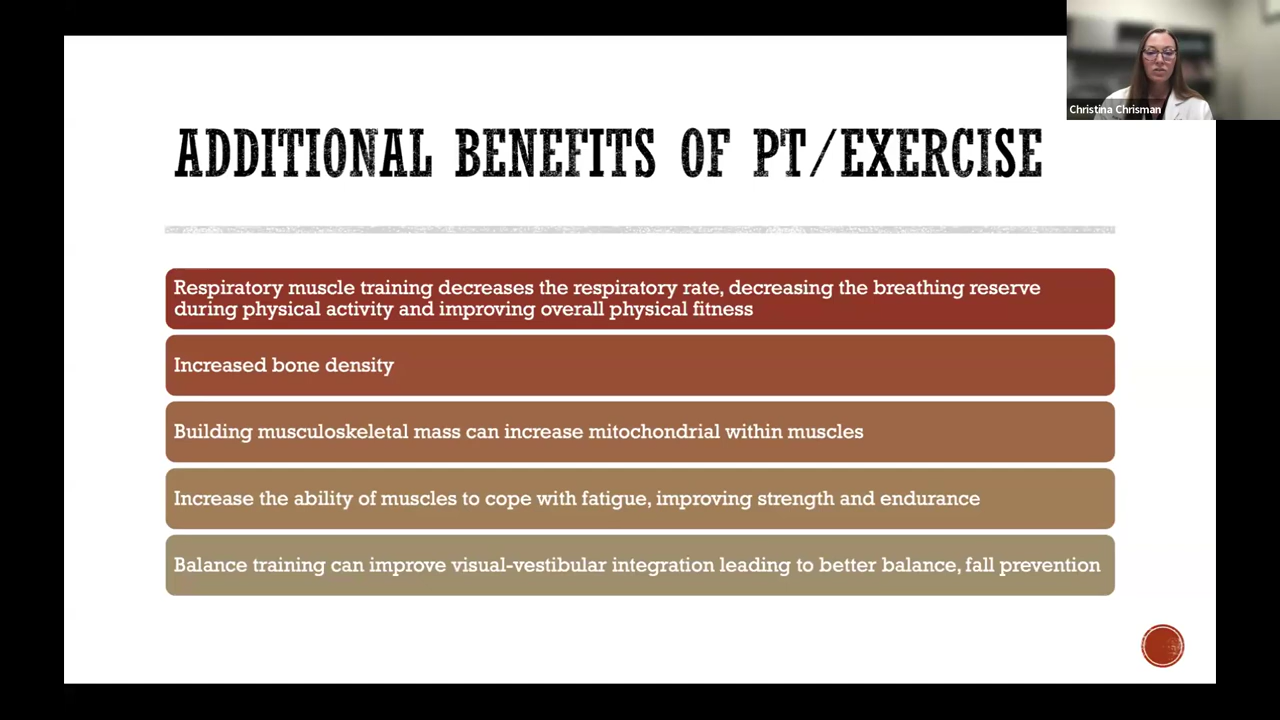 Christina Chrisman
ADDITIONAL BENEFITS OF PT/EXERCISE
Respiratory muscle training decreases the respiratory rate, decreasing the breathing reserve
during physical activity and improving overall physical fitness
Increased bone density
Building musculoskeletal mass can increase mitochondrial within muscles
Increase the ability of muscles to cope with fatigue, improving strength and endurance
Balance training can improve visual-vestibular integration leading to better balance, fall prevention